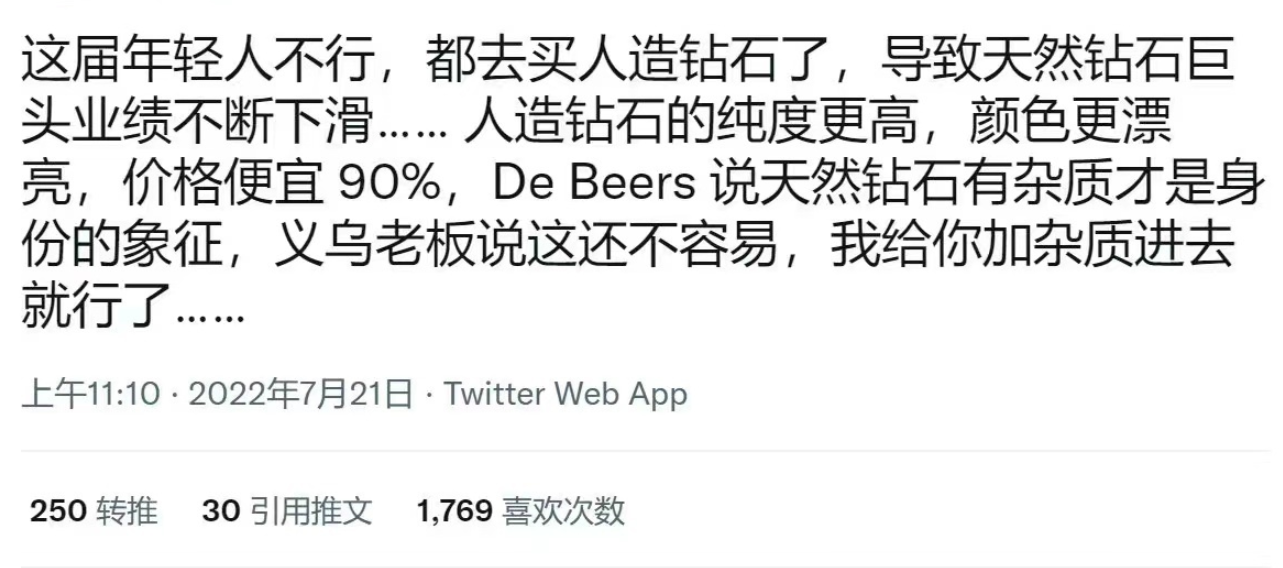 这届年轻人不行，都去买人造钻石了，导致天然钻石巨
头业绩不断下滑…… 人造钻石的纯度更高，颜色更漂
亮，价格便宜 90%，De Beers 说天然钻石有杂质才是身
份的象征，义乌老板说这还不容易，我给你加杂质进去
就行了……
上午11:10 · 2022年7月21日 · Twitter Web App
250 转推 30 引用推文 1,769 喜欢次数